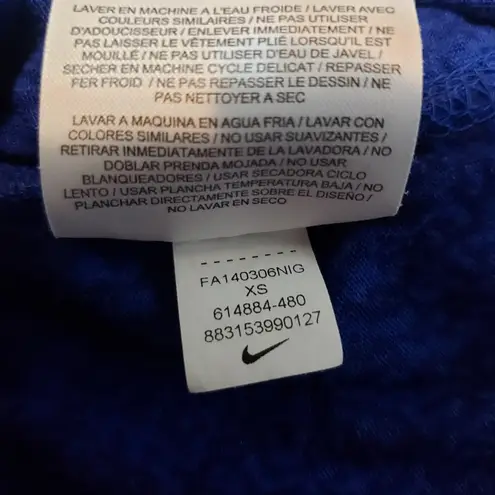 LAVER EN MACHINE A L'EAU FROIDE / LAVER AVEC
COULEURS SIMILAIRES / NE PAS UTILISER
D'ADOUCISSEUR / ENLEVER IMMEDIATEMENT / NE
PAS LAISSER LE VÊTEMENT PLIÉ LORSQU'IL EST
MOUILLÉ / NE PAS UTILISER D'EAU DE JAVEL /
SECHER EN MACHINE CYCLE DELICAT / REPASSER
FER FROID / NE PAS REPASSER LE DESSIN / NE
PAS NETTOYER A SEC
LAVAR A MAQUINA EN AGUA FRIA / LAVAR CON
COLORES SIMILARES / NO USAR SUAVIZANTES /
RETIRAR INMEDIATAMENTE DE LA LAVADORA / NO
DOBLAR PRENDA MOJADA / NO USAR
BLANQUEADORES / USAR SECADORA CICLO
LENTO / USAR PLANCHA TEMPERATURA BAJA / NO
PLANCHAR DIRECTAMENTE SOBRE EL DISEÑO /
NO LAVAR EN SECO
--------
FA140306NIG
XS
614884-480
883153990127